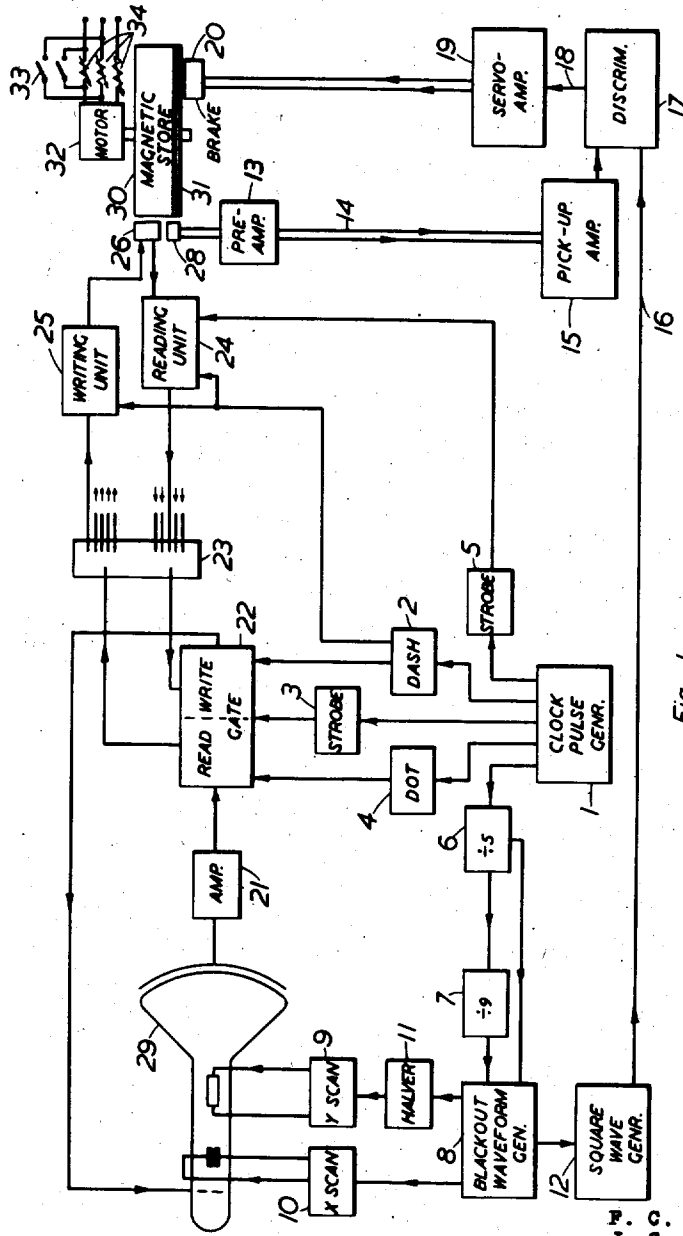 33
34
32
MOTOR
20
MAGNETIC
STORE
BRAKE
30
31
19
SERVO-
AMP.
18
DISCRIM.
17
26
28
13
PRE-
AMP.
14
PICK-UP
AMP.
15
16
25
WRITING
UNIT
READING
UNIT
24
23
5
STROBE
22
READ
WRITE
GATE
2
DASH
3
STROBE
4
DOT
CLOCK
PULSE
GENR.
1
AMP.
21
6
÷5
7
÷9
29
9
Y SCAN
11
HALVER
10
X SCAN
8
BLACKOUT
WAVEFORM
GEN.
12
SQUARE
WAVE
GENR.
F. C.